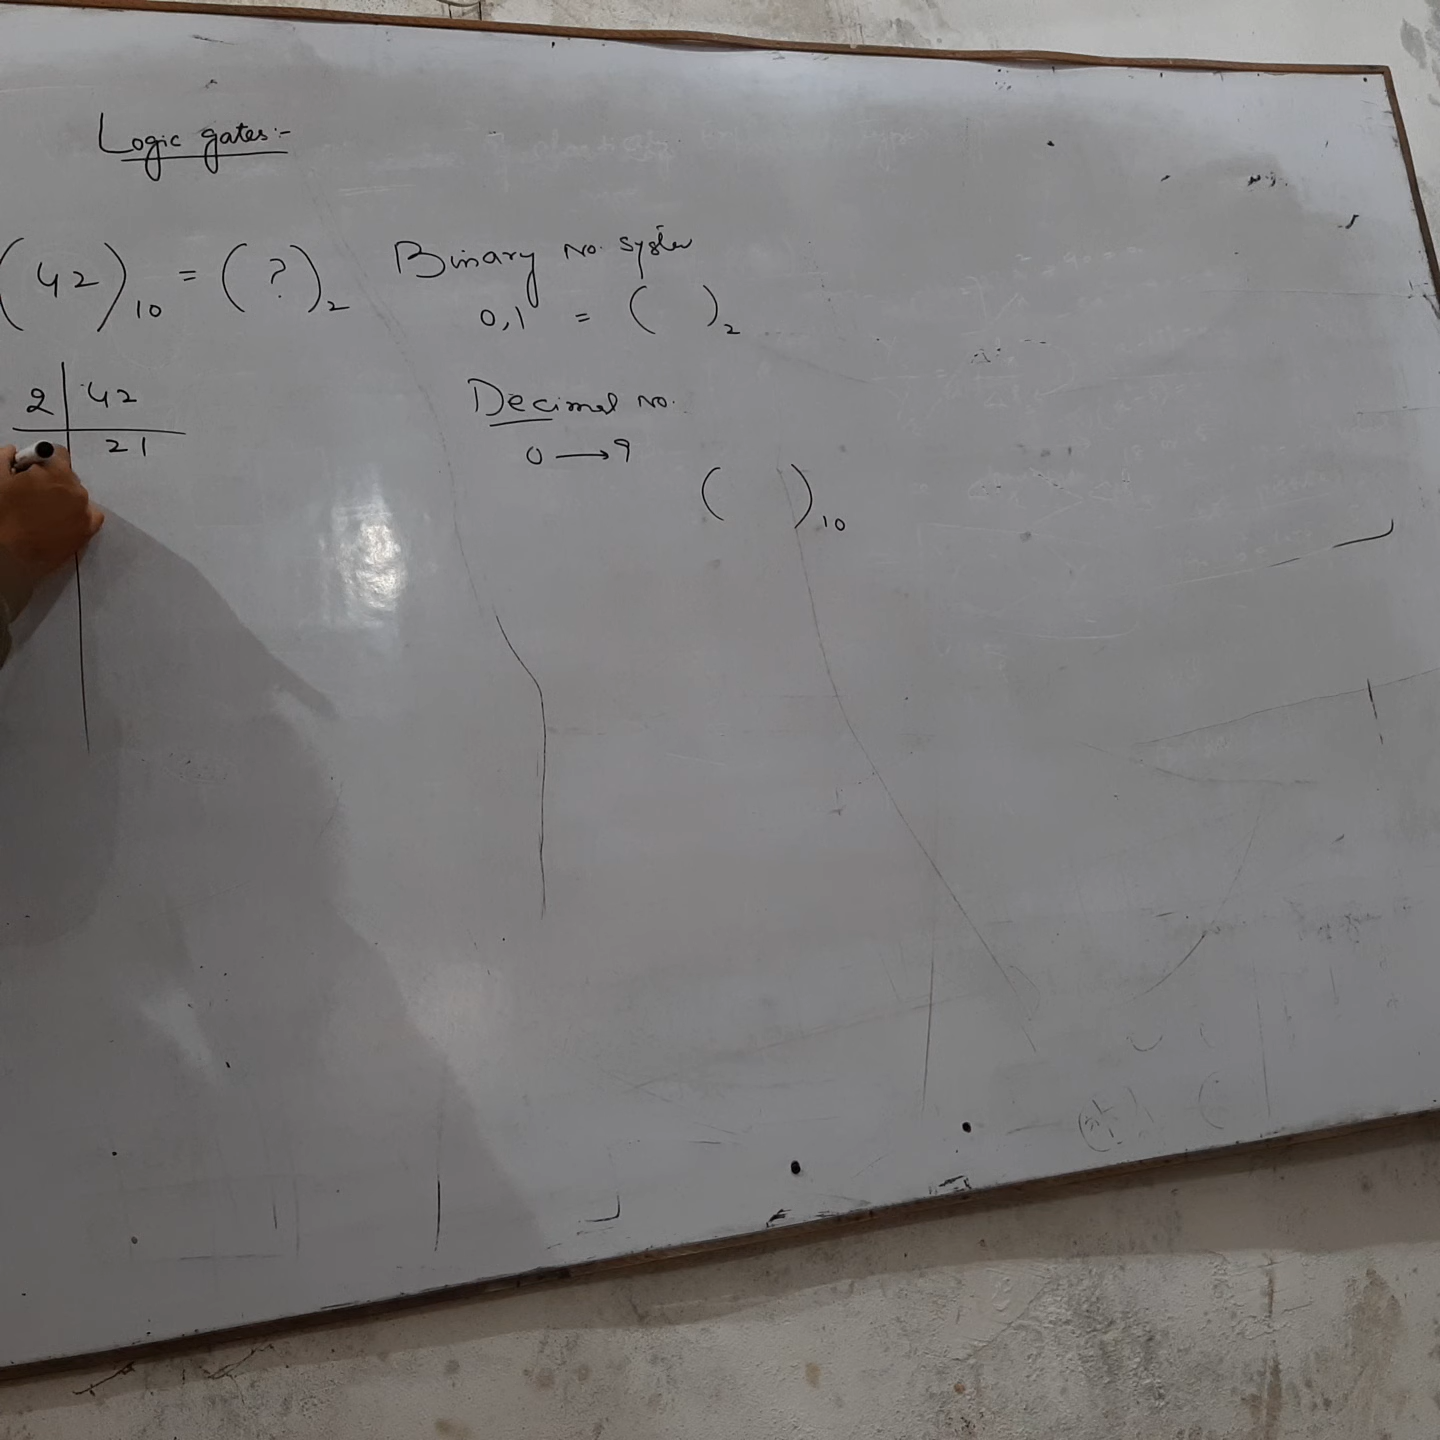 Logic gates:-
(42)₁₀ = (?)₂
2 | 42
21
Binary No. system
0,1 = ( )₂
Decimal No.
0 → 9
( )₁₀